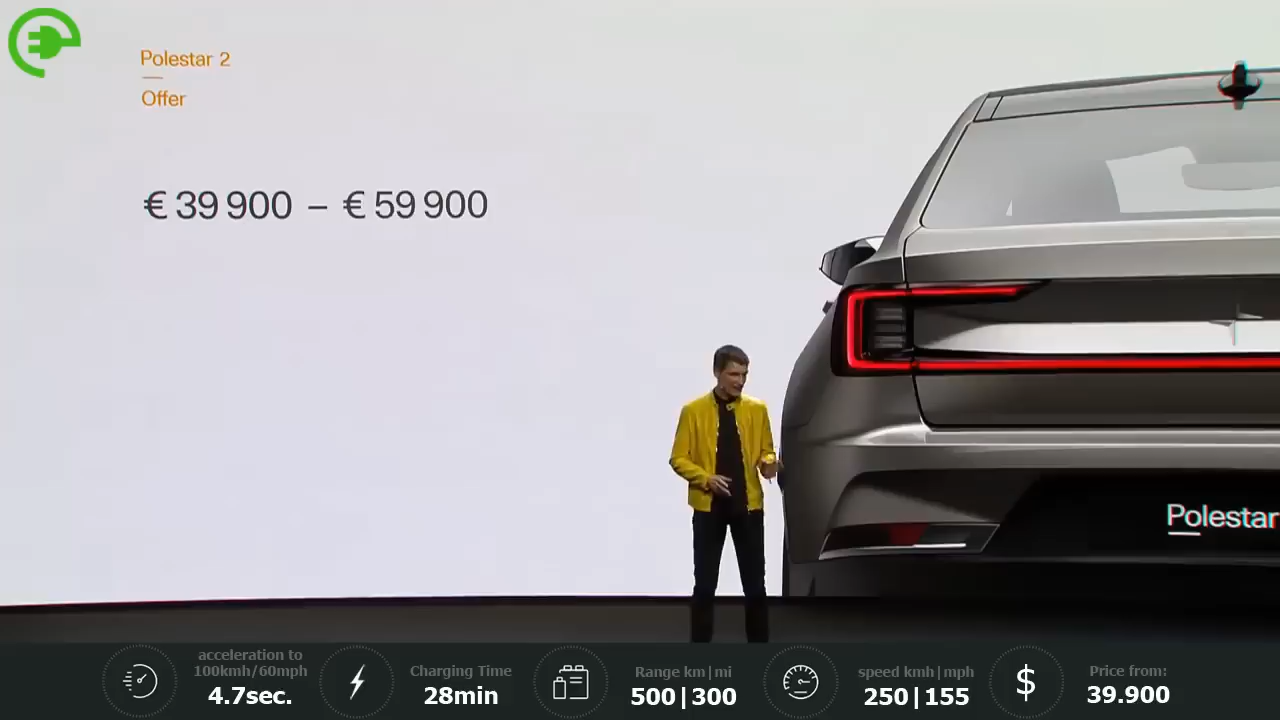 Polestar 2
Offer
€ 39 900 – € 59 900
Polestar
acceleration to
100kmh/60mph
4.7sec.
Charging Time
28min
Range km|mi
500|300
speed kmh|mph
250|155
$
Price from:
39.900